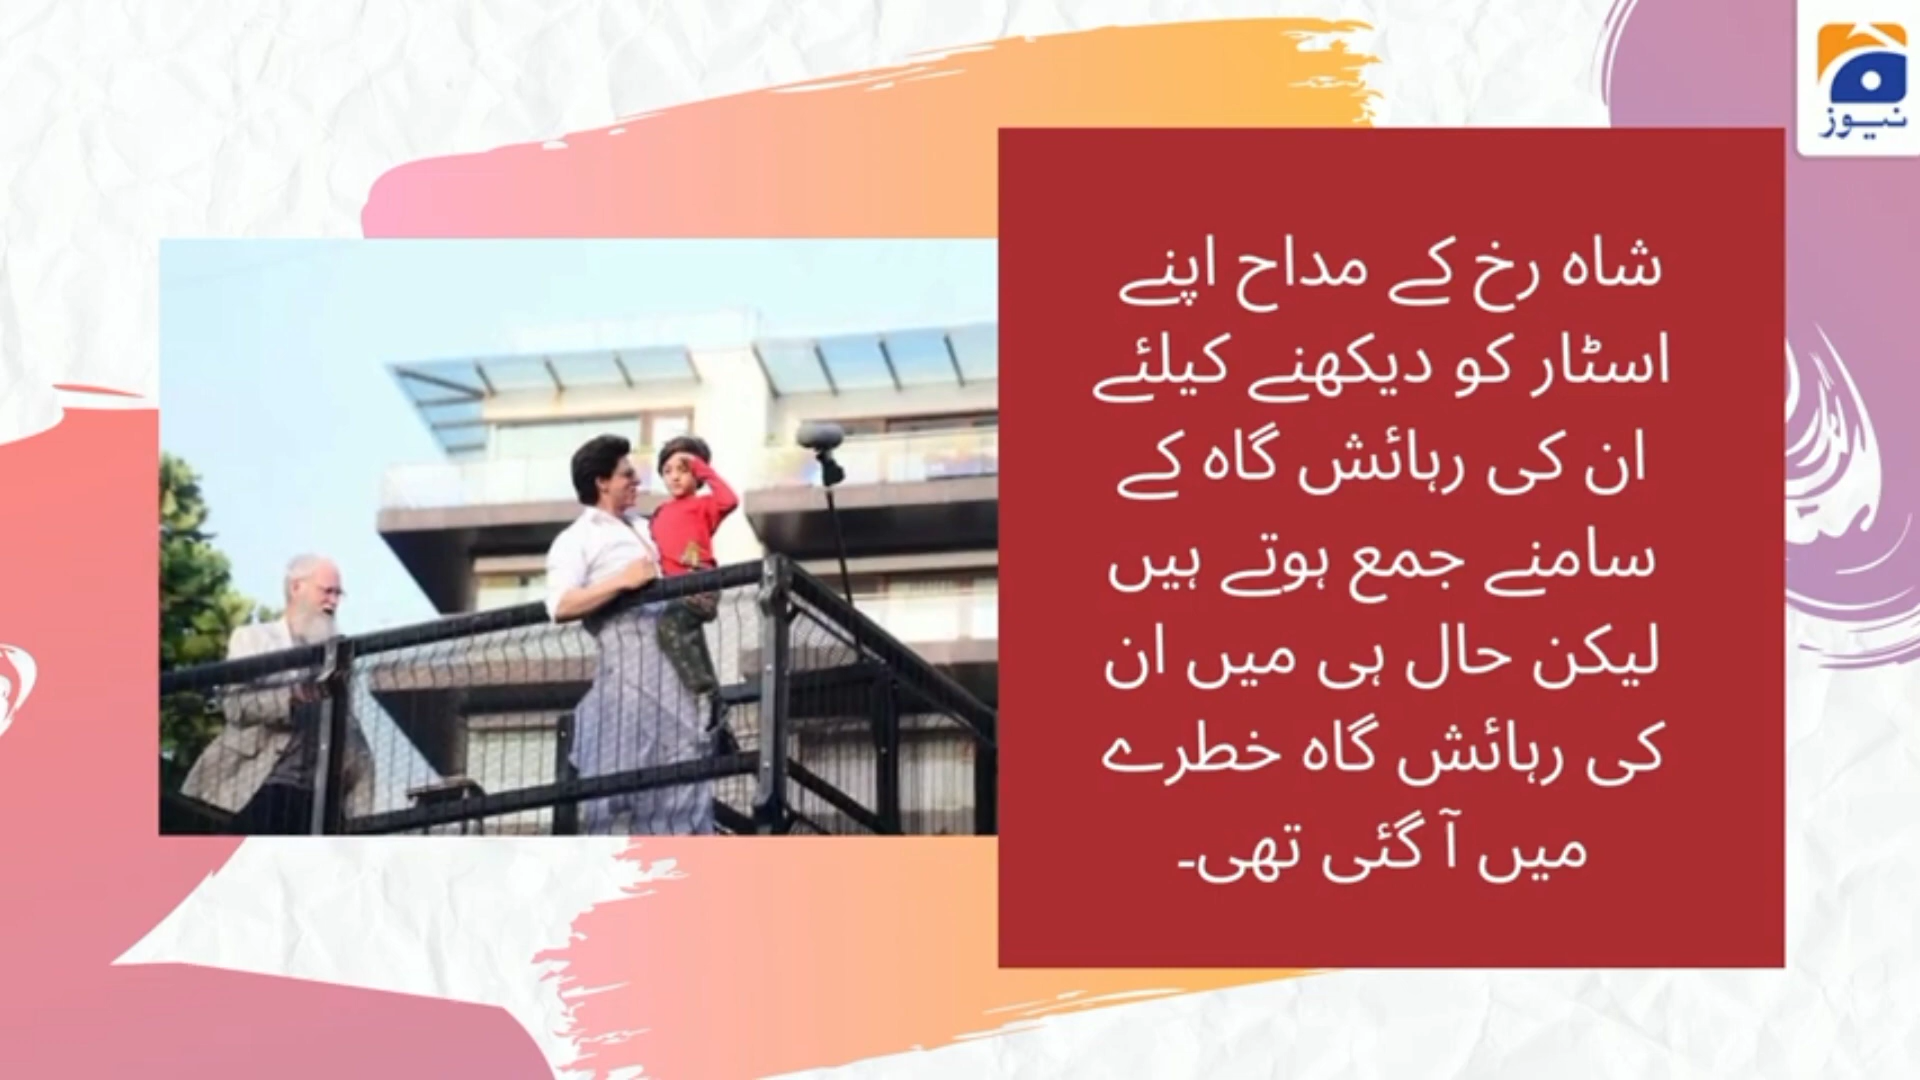 نیوز
شاہ رخ کے مداح اپنے
اسٹار کو دیکھنے کیلئے
ان کی رہائش گاہ کے
سامنے جمع ہوتے ہیں
لیکن حال ہی میں ان
کی رہائش گاہ خطرے
میں آ گئی تھی۔